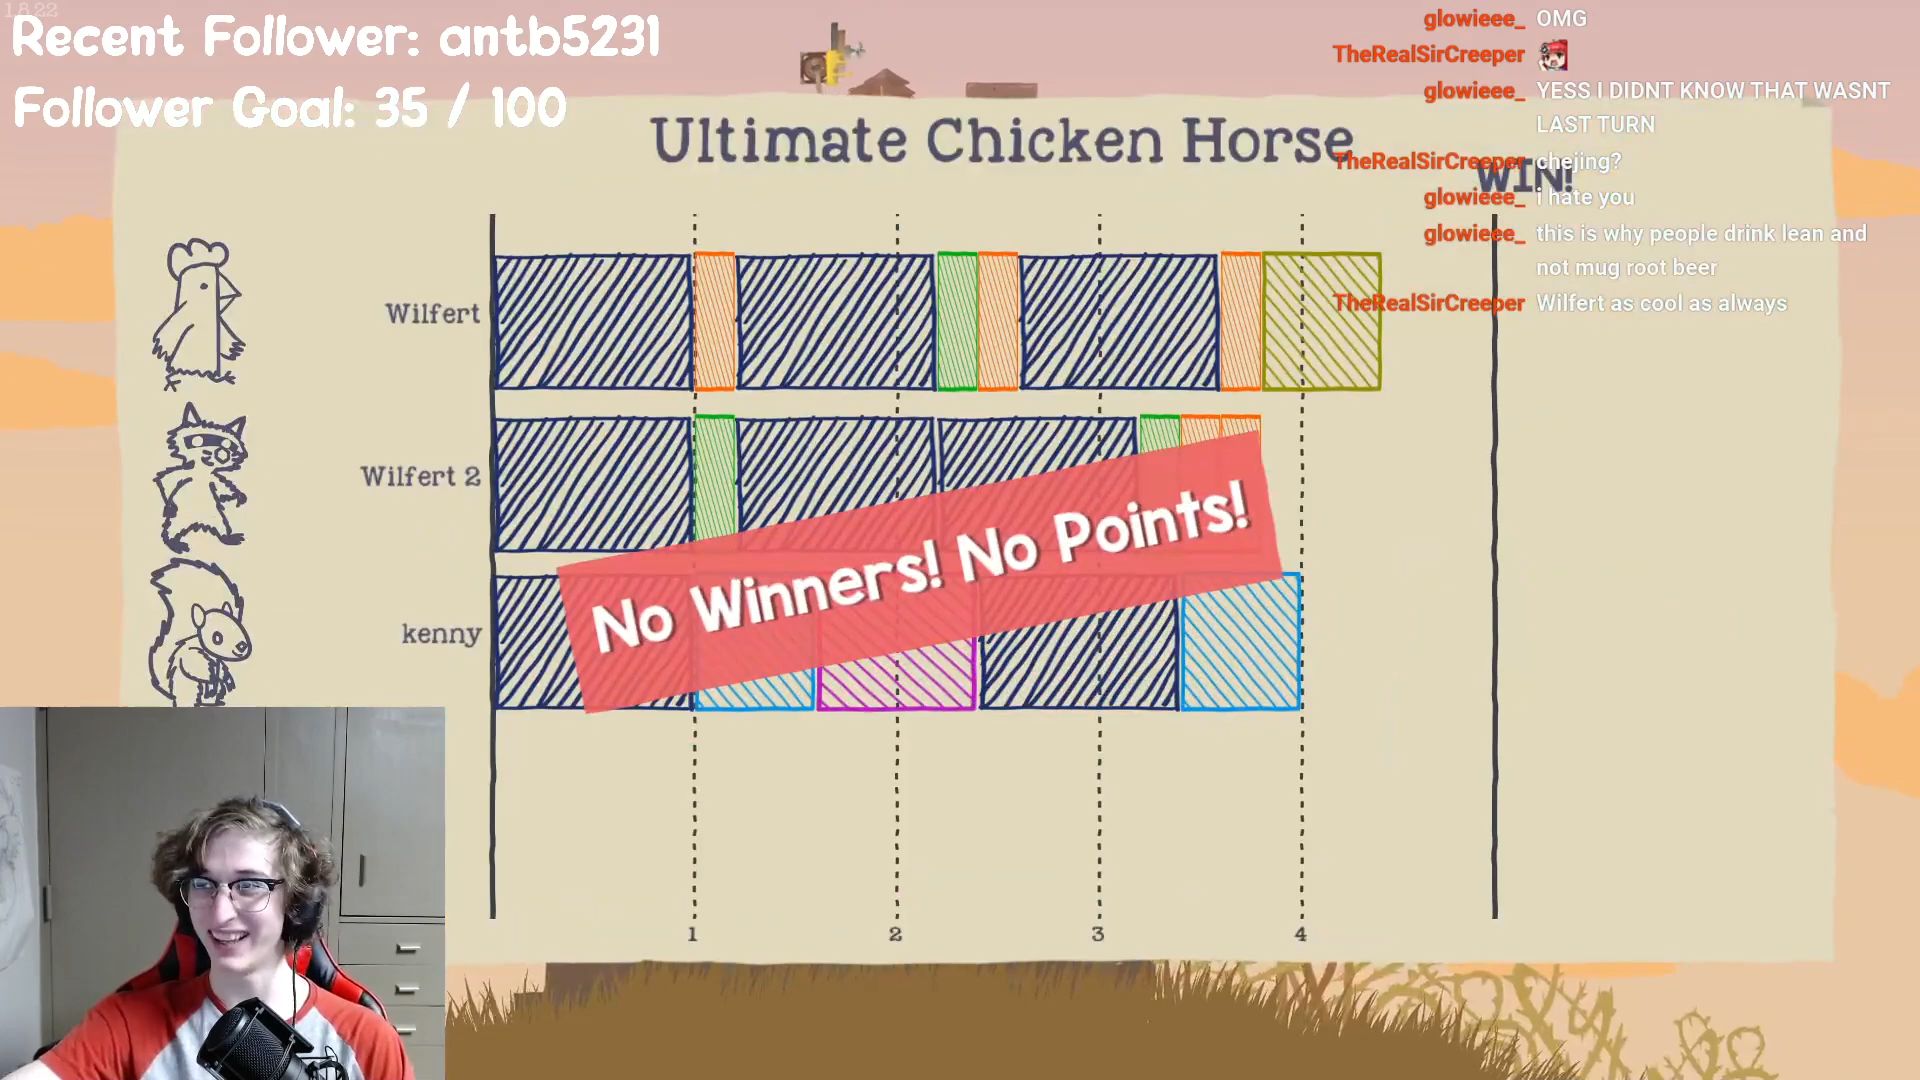 18.22
Recent Follower: antb5231
Follower Goal: 35 / 100
glowieee_ OMG
TheRealSirCreeper
glowieee_ YESS I DIDNT KNOW THAT WASNT
LAST TURN
TheRealSirCreeper chejing?
glowieee_ i hate you
glowieee_ this is why people drink lean and
not mug root beer
TheRealSirCreeper Wilfert as cool as always
Ultimate Chicken Horse
WIN!
Wilfert
Wilfert 2
kenny
No Winners! No Points!
1 2 3 4